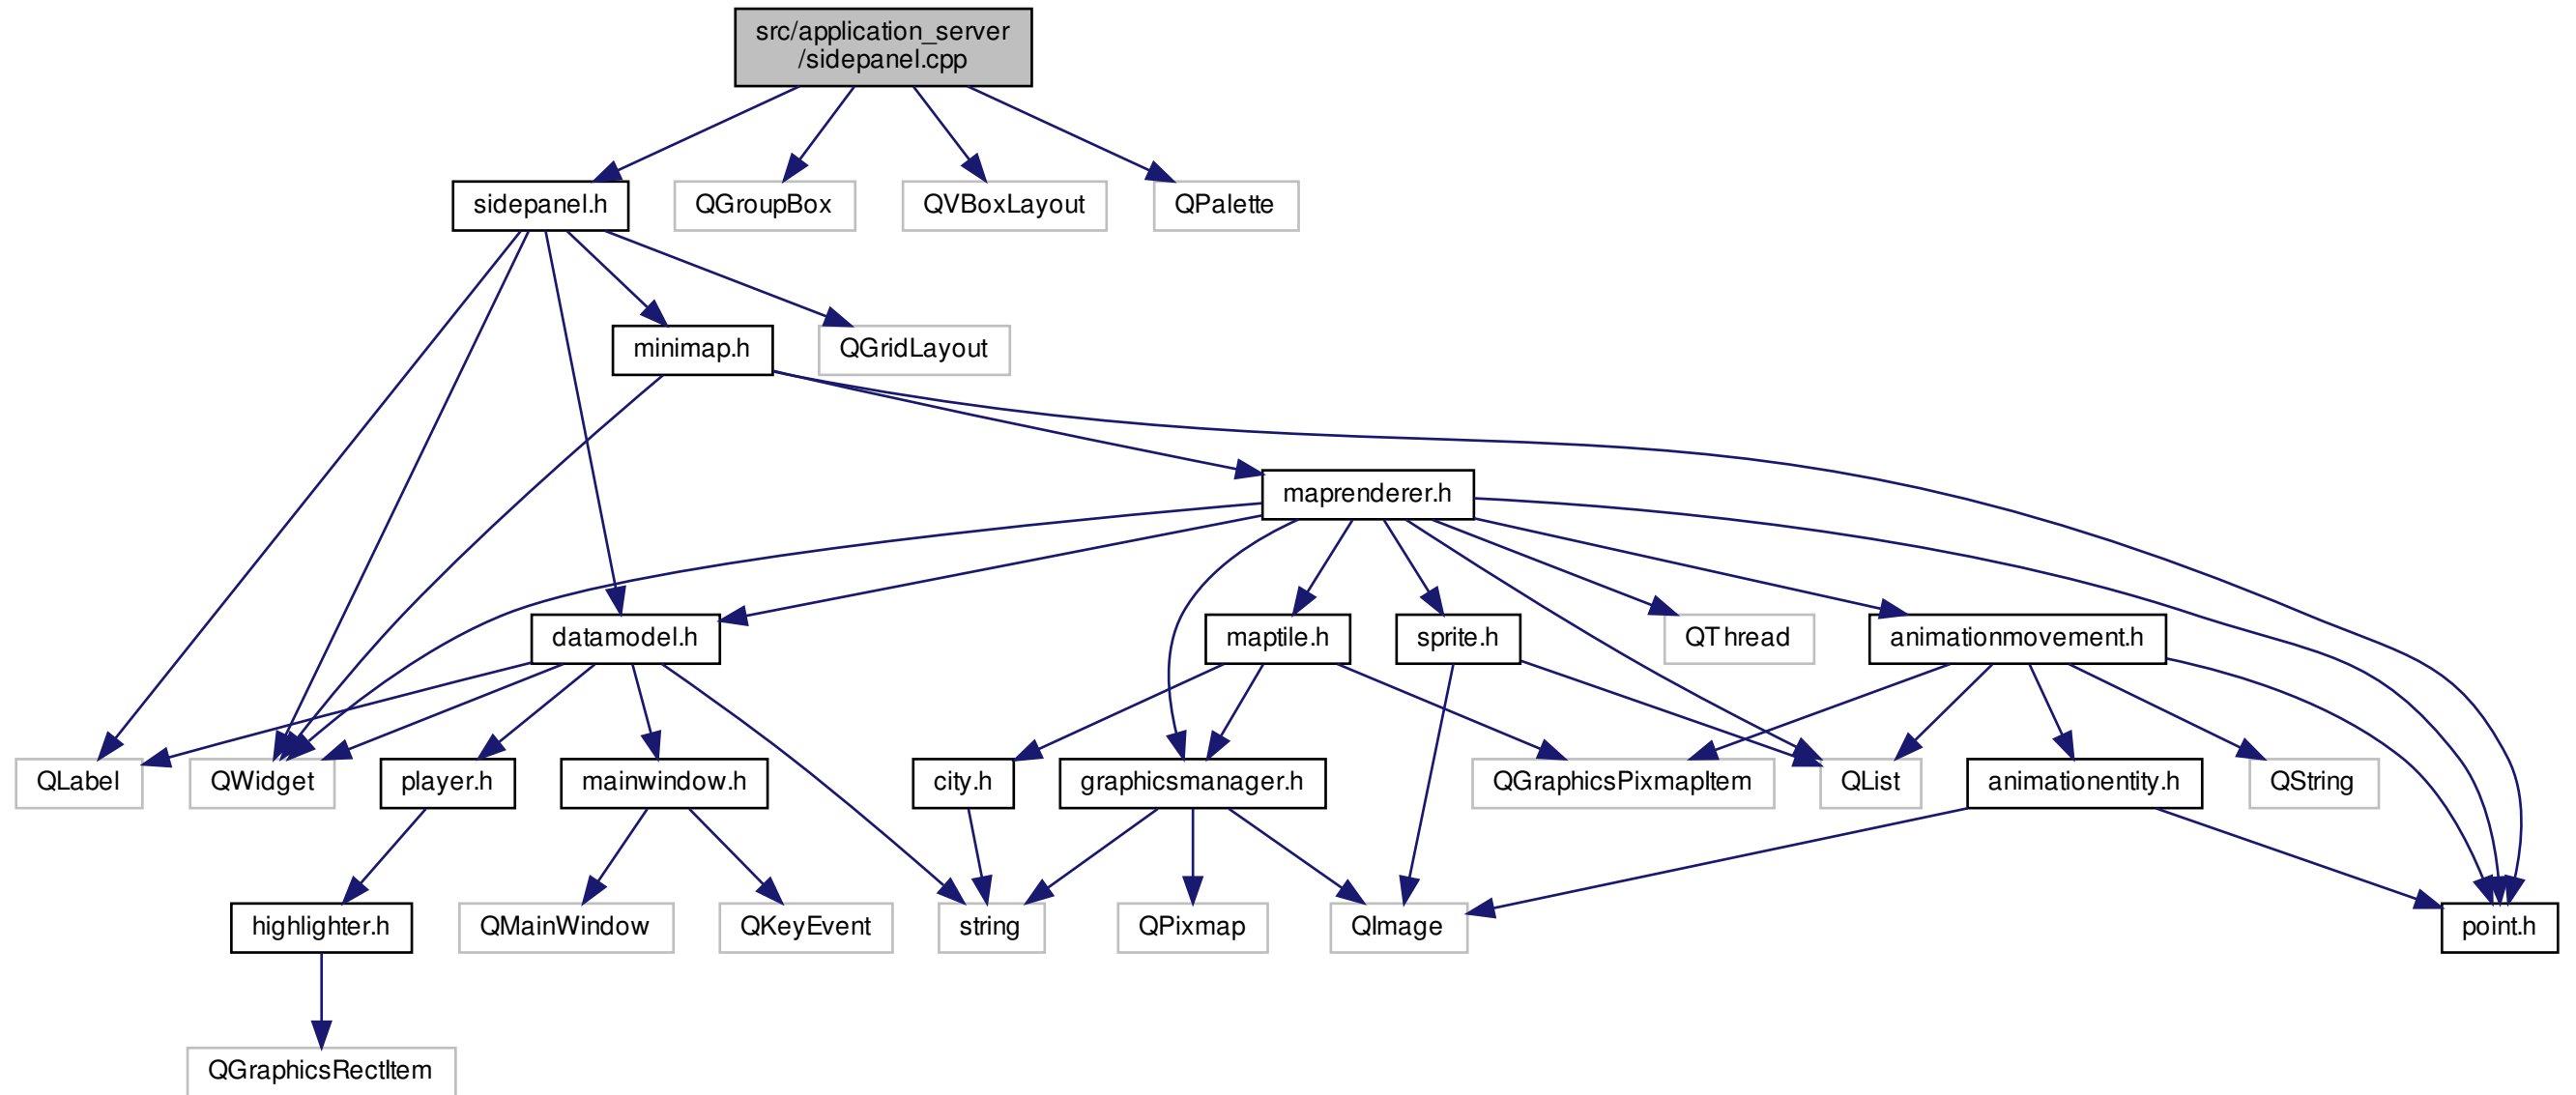 src/application_server
/sidepanel.cpp
sidepanel.h
QGroupBox
QVBoxLayout
QPalette
minimap.h
QGridLayout
maprenderer.h
datamodel.h
maptile.h
sprite.h
QThread
animationmovement.h
QLabel
QWidget
player.h
mainwindow.h
city.h
graphicsmanager.h
QGraphicsPixmapItem
QList
animationentity.h
QString
highlighter.h
QMainWindow
QKeyEvent
string
QPixmap
QImage
point.h
QGraphicsRectItem